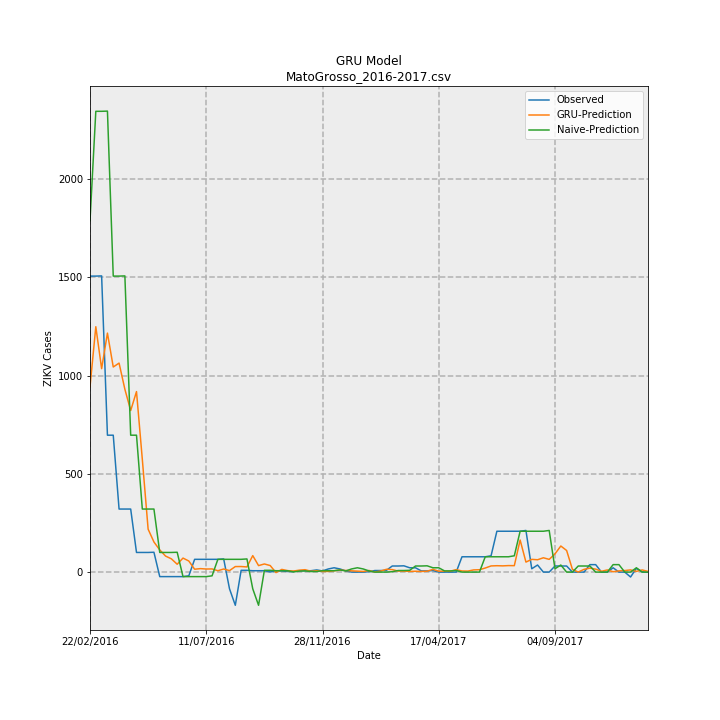 GRU Model
MatoGrosso_2016-2017.csv
Observed
GRU-Prediction
Naive-Prediction
ZIKV Cases
2000
1500
1000
500
0
22/02/2016
11/07/2016
28/11/2016
17/04/2017
04/09/2017
Date